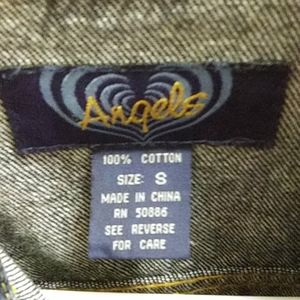 Angels
100% COTTON
SIZE: S
MADE IN CHINA
RN 50886
SEE REVERSE
FOR CARE